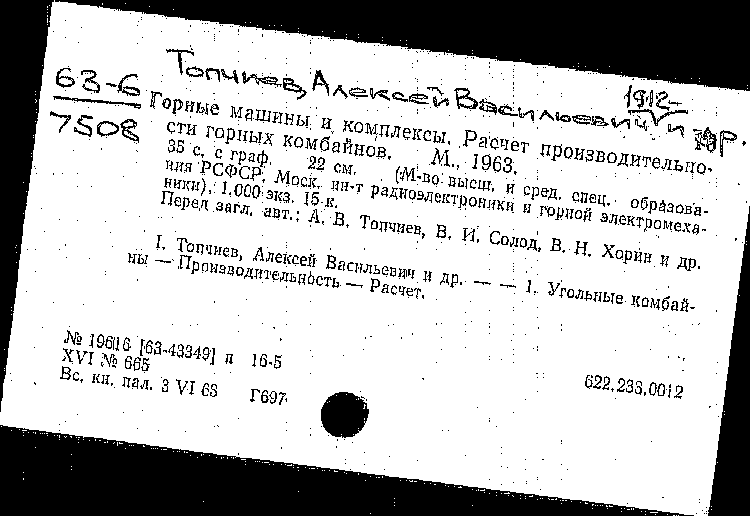 Топчиев, Алексей Васильевич и др.
1912-
63-6
7508
Горные машины и комплексы. Расчет производительно-
сти горных комбайнов. М., 1963.
35 с. с граф. 22 см. (М-во высш. и сред. спец. образова-
ния РСФСР. Моск. ин-т радиоэлектроники и горной электромеха-
ники). 1.000 экз. 15 к.
Перед загл. авт.: А. В. Топчиев, В. И. Солод, В. Н. Хорин и др.
I. Топчиев, Алексей Васильевич и др. — — 1. Угольные комбай-
ны — Производительность — Расчет.
№ 19616 [63-43349] п 16-5
XVI № 665
Вс. кн. пал. 3 VI 63 Г697
622.233.0012